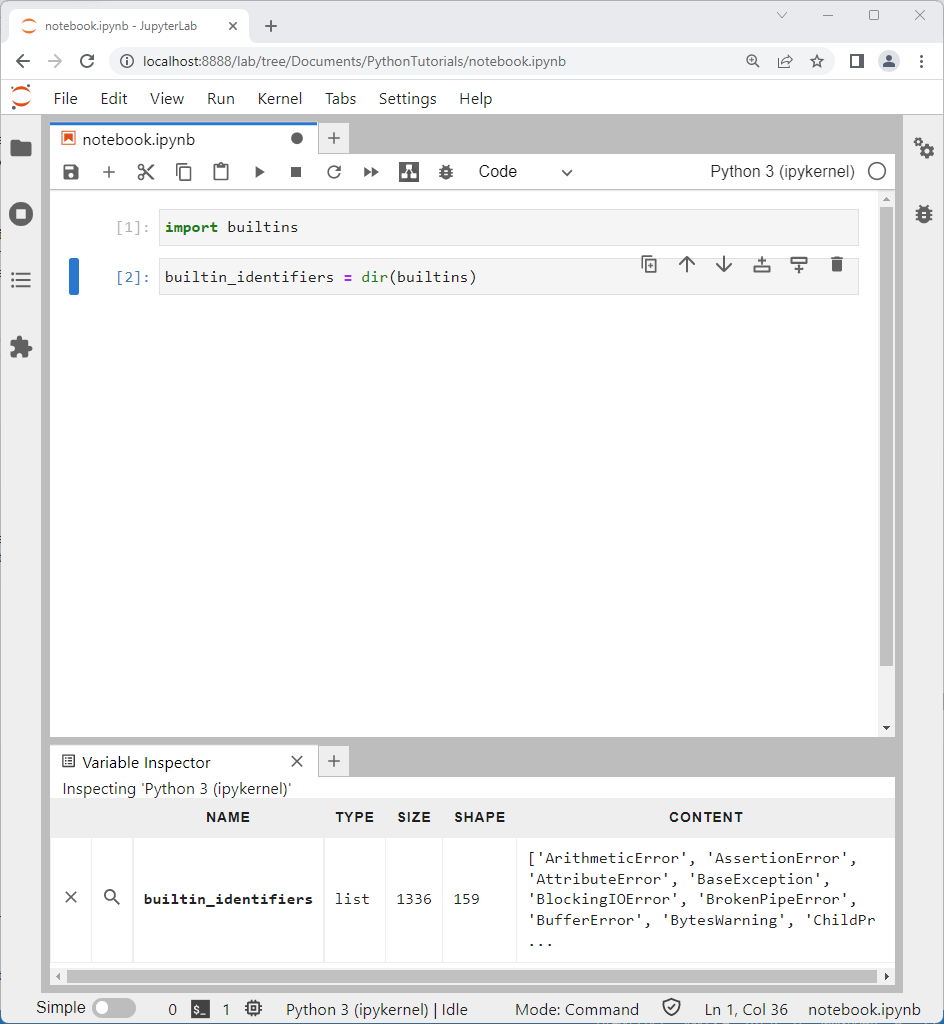 notebook.ipynb - JupyterLab
localhost:8888/lab/tree/Documents/PythonTutorials/notebook.ipynb
File Edit View Run Kernel Tabs Settings Help
notebook.ipynb
Code Python 3 (ipykernel)
[1]: import builtins
[2]: builtin_identifiers = dir(builtins)
Variable Inspector
Inspecting 'Python 3 (ipykernel)'
NAME TYPE SIZE SHAPE CONTENT
builtin_identifiers list 1336 159 ['ArithmeticError', 'AssertionError',
'AttributeError', 'BaseException',
'BlockingIOError', 'BrokenPipeError',
'BufferError', 'BytesWarning', 'ChildPr
...
Simple 0 $_ 1 Python 3 (ipykernel) | Idle Mode: Command Ln 1, Col 36 notebook.ipynb